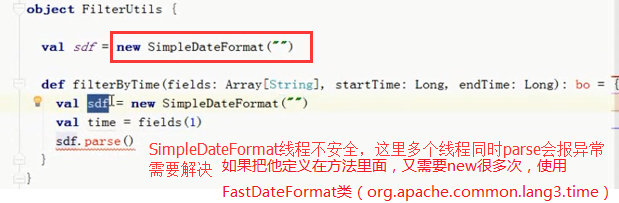 object FilterUtils {
val sdf = new SimpleDateFormat("")
def filterByTime(fields: Array[String], startTime: Long, endTime: Long): bo = {
val sdf = new SimpleDateFormat("")
val time = fields(1)
sdf.parse()
SimpleDateFormat线程不安全，这里多个线程同时parse会报异常
需要解决
如果把他定义在方法里面，又需要new很多次，使用
FastDateFormat类（org.apache.common.lang3.time）
}
}